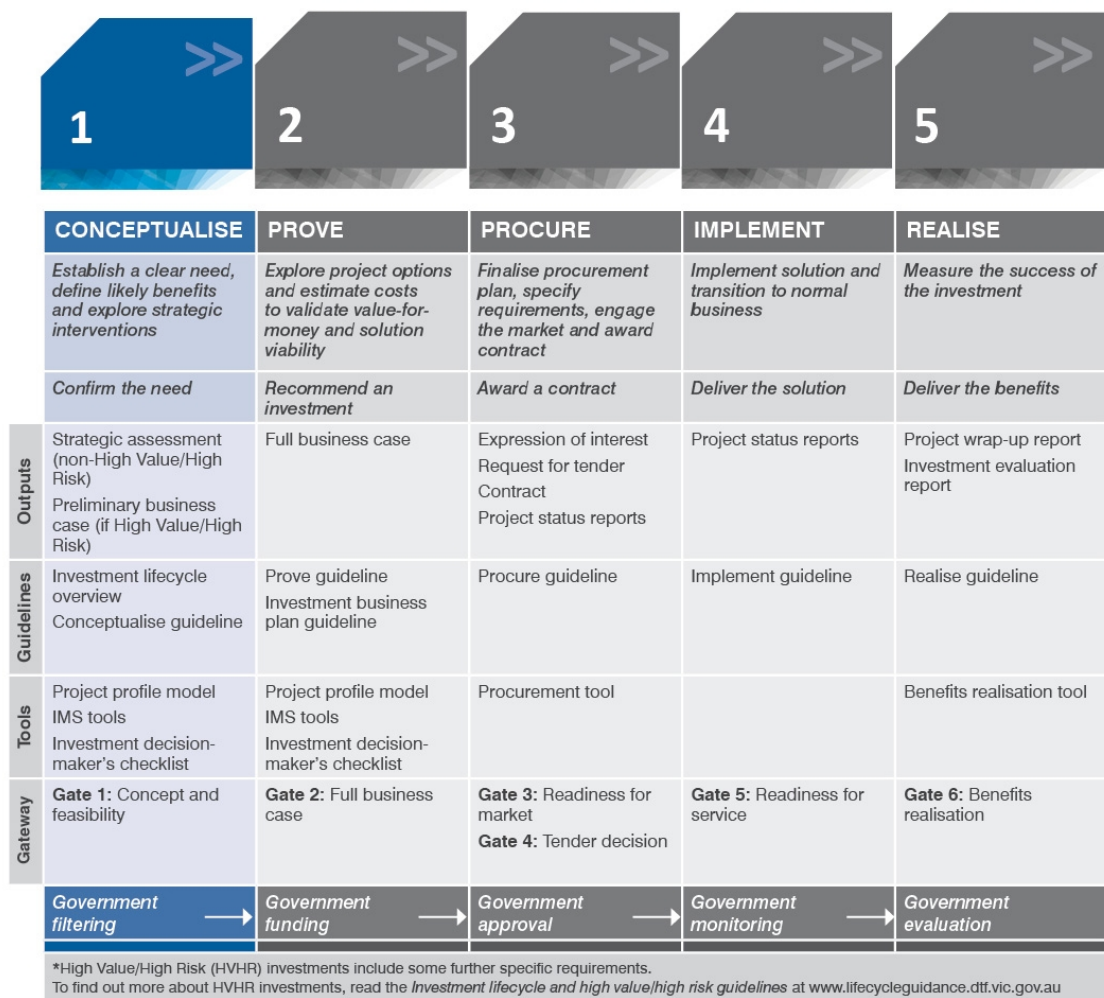 1
2
3
4
5
CONCEPTUALISE
PROVE
PROCURE
IMPLEMENT
REALISE
Establish a clear need,
define likely benefits
and explore strategic
interventions
Explore project options
and estimate costs
to validate value-for-
money and solution
viability
Finalise procurement
plan, specify
requirements, engage
the market and award
contract
Implement solution and
transition to normal
business
Measure the success of
the investment
Confirm the need
Recommend an
investment
Award a contract
Deliver the solution
Deliver the benefits
Outputs
Strategic assessment
(non-High Value/High
Risk)
Preliminary business
case (if High Value/High
Risk)
Full business case
Expression of interest
Request for tender
Contract
Project status reports
Project status reports
Project wrap-up report
Investment evaluation
report
Guidelines
Investment lifecycle
overview
Conceptualise guideline
Prove guideline
Investment business
plan guideline
Procure guideline
Implement guideline
Realise guideline
Tools
Project profile model
IMS tools
Investment decision-
maker's checklist
Project profile model
IMS tools
Investment decision-
maker's checklist
Procurement tool
Benefits realisation tool
Gateway
Gate 1: Concept and
feasibility
Gate 2: Full business
case
Gate 3: Readiness for
market
Gate 4: Tender decision
Gate 5: Readiness for
service
Gate 6: Benefits
realisation
Government
filtering
Government
funding
Government
approval
Government
monitoring
Government
evaluation
*High Value/High Risk (HVHR) investments include some further specific requirements.
To find out more about HVHR investments, read the Investment lifecycle and high value/high risk guidelines at www.lifecycleguidance.dtf.vic.gov.au